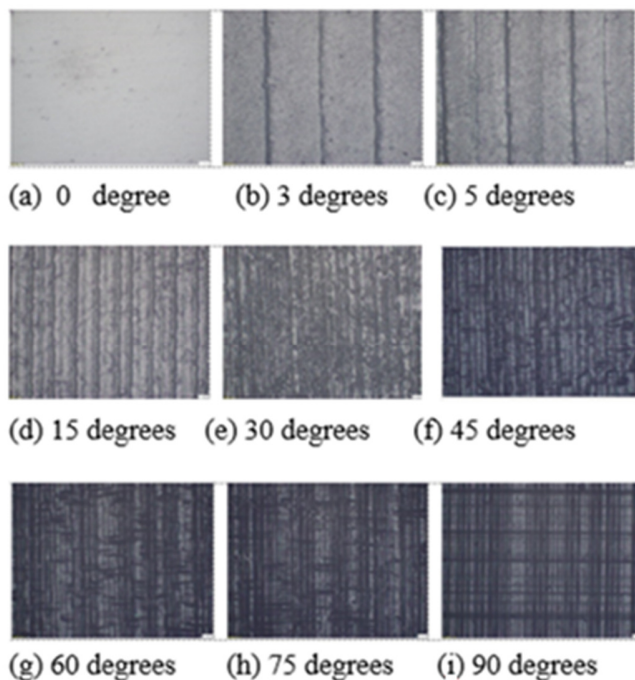 (a) 0 degree (b) 3 degrees (c) 5 degrees
(d) 15 degrees (e) 30 degrees (f) 45 degrees
(g) 60 degrees (h) 75 degrees (i) 90 degrees